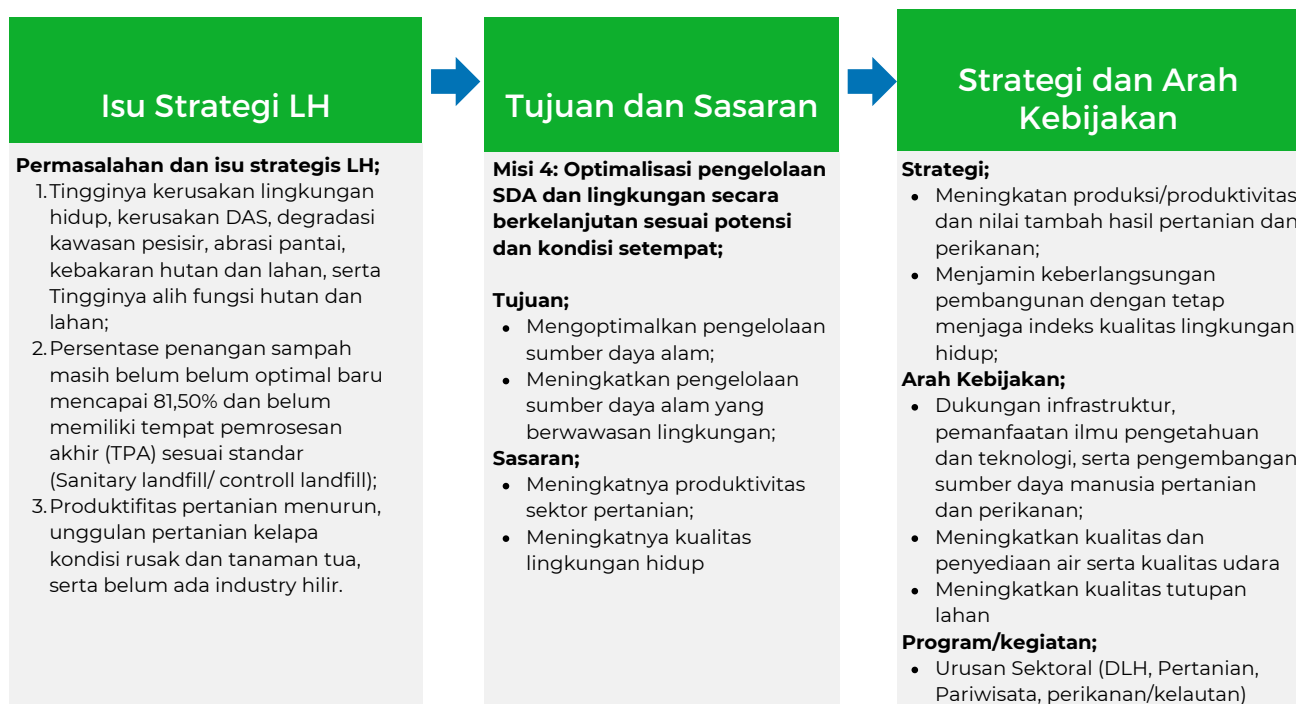 Isu Strategi LH
Permasalahan dan isu strategis LH;
1. Tingginya kerusakan lingkungan
hidup, kerusakan DAS, degradasi
kawasan pesisir, abrasi pantai,
kebakaran hutan dan lahan, serta
Tingginya alih fungsi hutan dan
lahan;
2. Persentase penangan sampah
masih belum belum optimal baru
mencapai 81,50% dan belum
memiliki tempat pemrosesan
akhir (TPA) sesuai standar
(Sanitary landfill/ controll landfill);
3. Produktifitas pertanian menurun,
unggulan pertanian kelapa
kondisi rusak dan tanaman tua,
serta belum ada industry hilir.
Tujuan dan Sasaran
Misi 4: Optimalisasi pengelolaan
SDA dan lingkungan secara
berkelanjutan sesuai potensi
dan kondisi setempat;
Tujuan;
• Mengoptimalkan pengelolaan
sumber daya alam;
• Meningkatkan pengelolaan
sumber daya alam yang
berwawasan lingkungan;
Sasaran;
• Meningkatnya produktivitas
sektor pertanian;
• Meningkatnya kualitas
lingkungan hidup
Strategi dan Arah
Kebijakan
Strategi;
• Meningkatan produksi/produktivitas
dan nilai tambah hasil pertanian dan
perikanan;
• Menjamin keberlangsungan
pembangunan dengan tetap
menjaga indeks kualitas lingkungan
hidup;
Arah Kebijakan;
• Dukungan infrastruktur,
pemanfaatan ilmu pengetahuan
dan teknologi, serta pengembangan
sumber daya manusia pertanian
dan perikanan;
• Meningkatkan kualitas dan
penyediaan air serta kualitas udara
• Meningkatkan kualitas tutupan
lahan
Program/kegiatan;
• Urusan Sektoral (DLH, Pertanian,
Pariwisata, perikanan/kelautan)